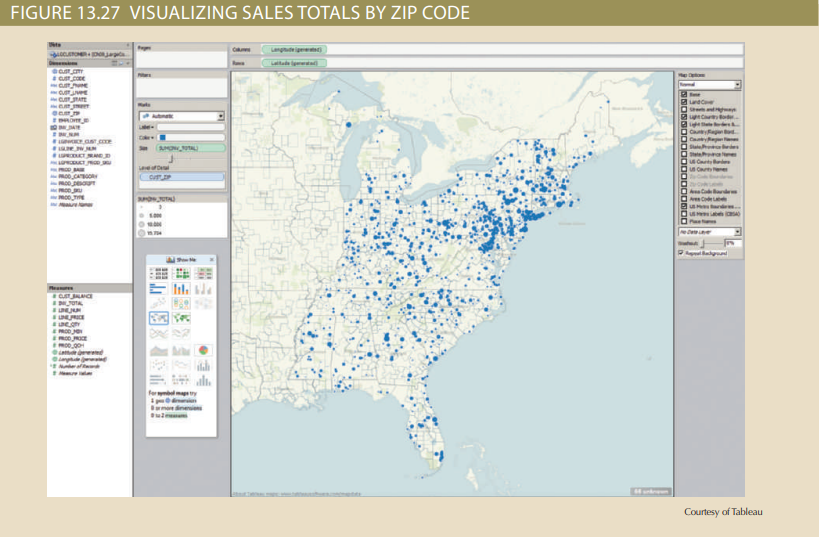 FIGURE 13.27 VISUALIZING SALES TOTALS BY ZIP CODE
Data
Dimensions
CUST_CITY
CUST_CODE
CUST_FNAME
CUST_LNAME
CUST_STATE
CUST_STREET
CUST_ZIP
EMPLOYEE_ID
INV_DATE
INV_NUM
LGINVOICE_CUST_CODE
LGLINE_INV_NUM
LGPRODUCT_BRAND_ID
LGPRODUCT_PROD_SKU
PROD_BASE
PROD_CATEGORY
PROD_DESCRIPT
PROD_SKU
PROD_TYPE
Measure Names
Measures
CUST_BALANCE
INV_TOTAL
LINE_NUM
LINE_PRICE
LINE_QTY
PROD_MIN
PROD_PRICE
PROD_QOH
Latitude (generated)
Longitude (generated)
Number of Records
Measure Values
Pages
Filters
Marks
Automatic
Label
Color
Size SUM(INV_TOTAL)
Level of Detail
CUST_ZIP
SUM(INV_TOTAL)
3
5,000
10,000
Show Me
For symbol maps try
1 geo dimension
0 or more dimensions
0 to 2 measures
Columns Longitude (generated)
Rows Latitude (generated)
Map Options
Normal
Base
Land Cover
Streets and Highways
Light Country Border...
Light State Borders &...
Country/Region Bord...
Country/Region Names
State/Province Borders
State/Province Names
US County Borders
US County Names
Zip Code Boundaries
Zip Code Labels
Area Code Boundaries
Area Code Labels
US Metro Boundaries...
US Metro Labels (CBSA)
Place Names
No Data Layer
Washout: 0%
Repeat Background
unknown
Courtesy of Tableau